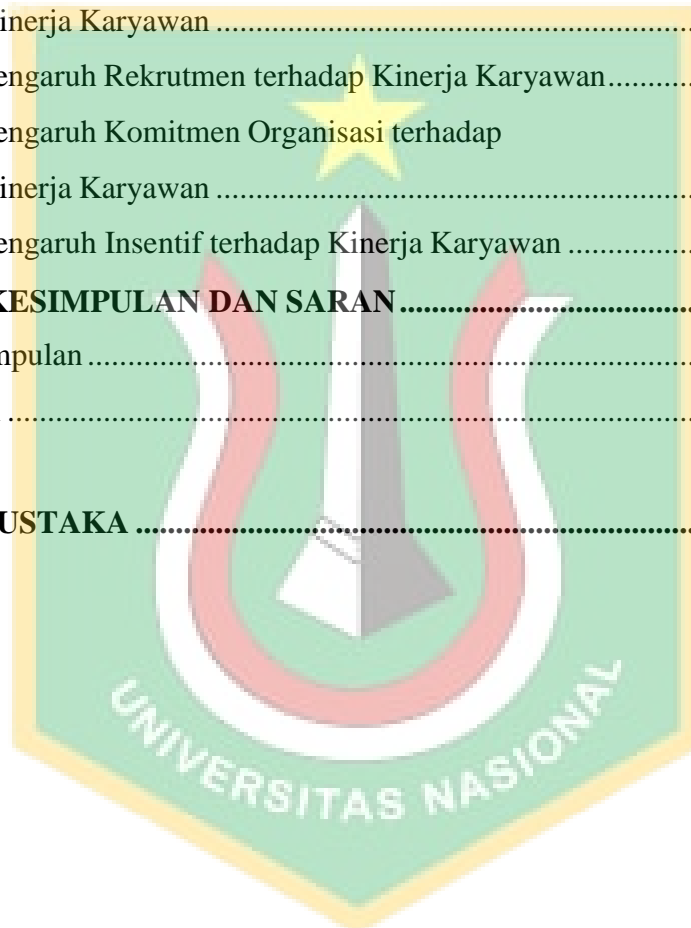 inerja Karyawan ......................................................
engaruh Rekrutmen terhadap Kinerja Karyawan...........
engaruh Komitmen Organisasi terhadap
inerja Karyawan ......................................................
engaruh Insentif terhadap Kinerja Karyawan ................
KESIMPULAN DAN SARAN.....................................
mpulan ....................................................................
..............................................................................
USTAKA ......................................................................
UNIVERSITAS NASIONAL